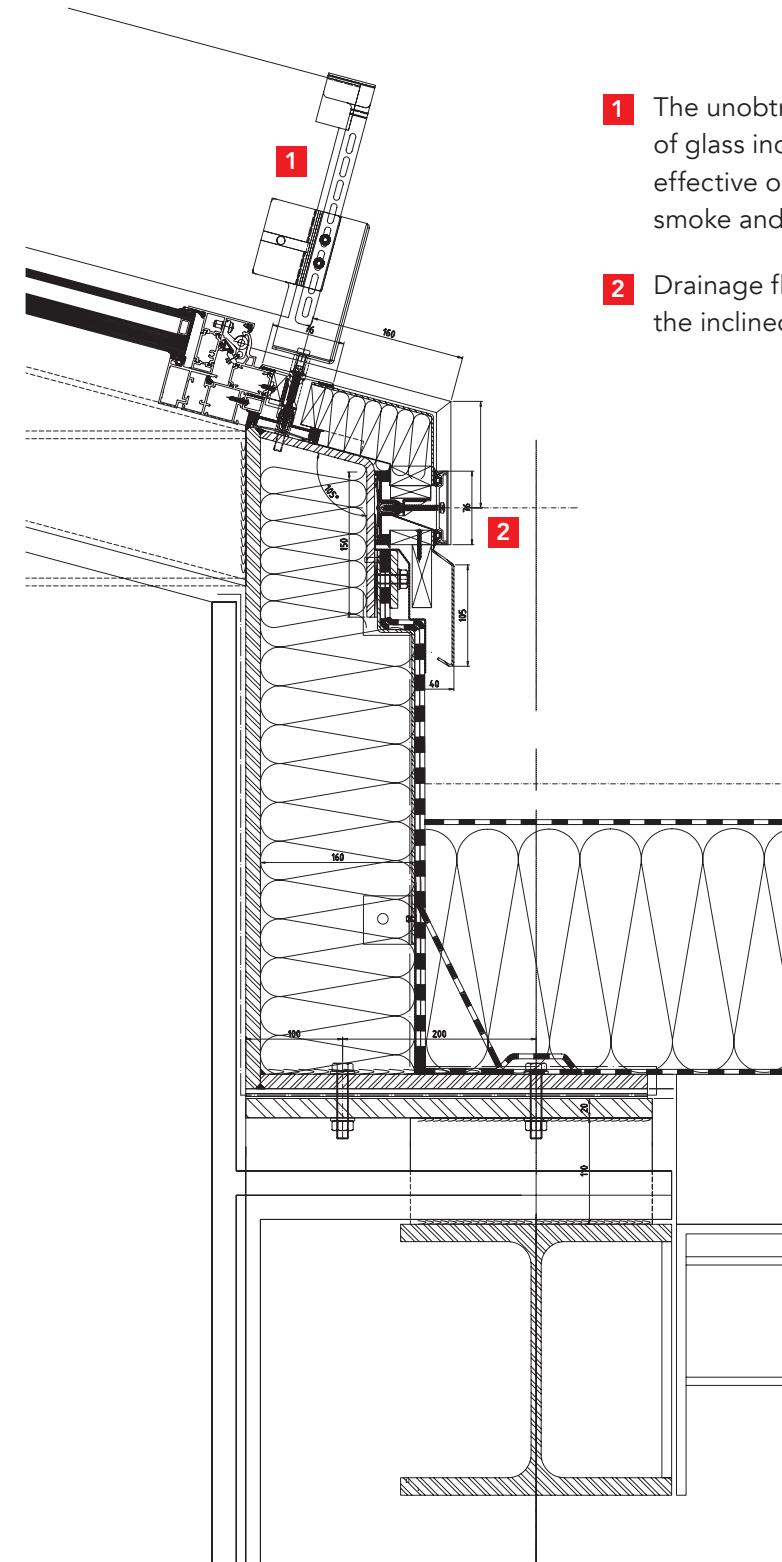 1 The unobtr
of glass inc
effective o
smoke and
2 Drainage fl
the inclined
1
76
160
105°
76
2
150
105
40
160
100
200
20
110